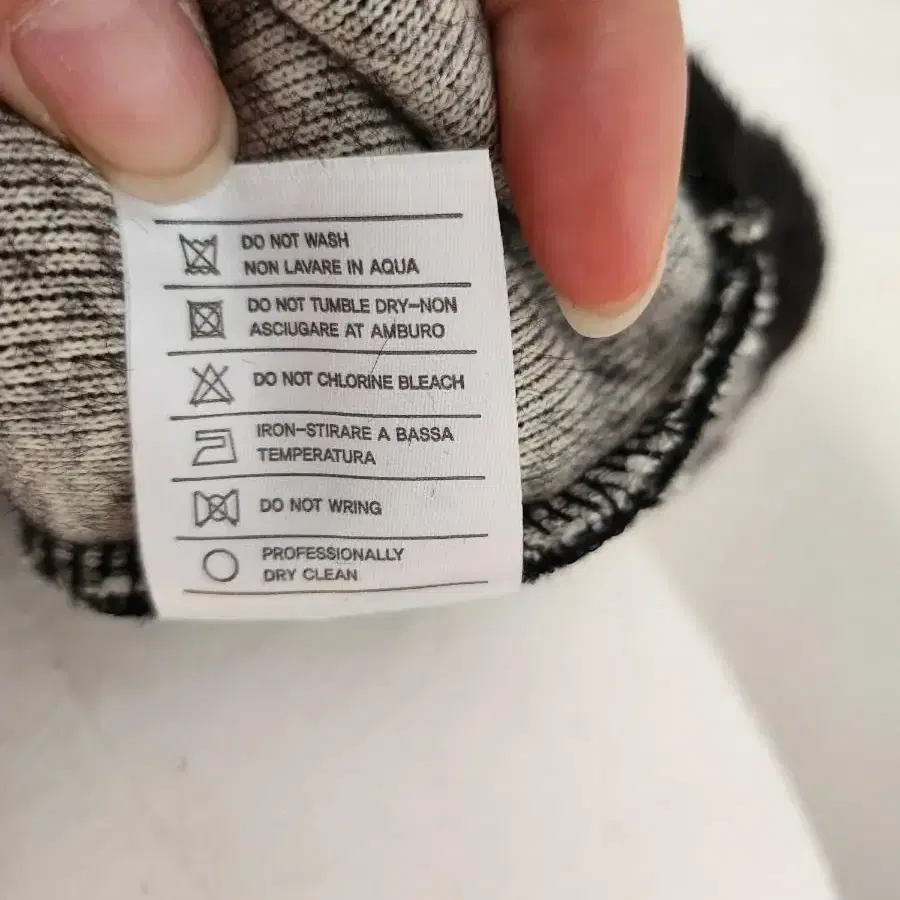 DO NOT WASH
NON LAVARE IN AQUA
DO NOT TUMBLE DRY-NON
ASCIUGARE AT AMBURO
DO NOT CHLORINE BLEACH
IRON-STIRARE A BASSA
TEMPERATURA
DO NOT WRING
PROFESSIONALLY
DRY CLEAN